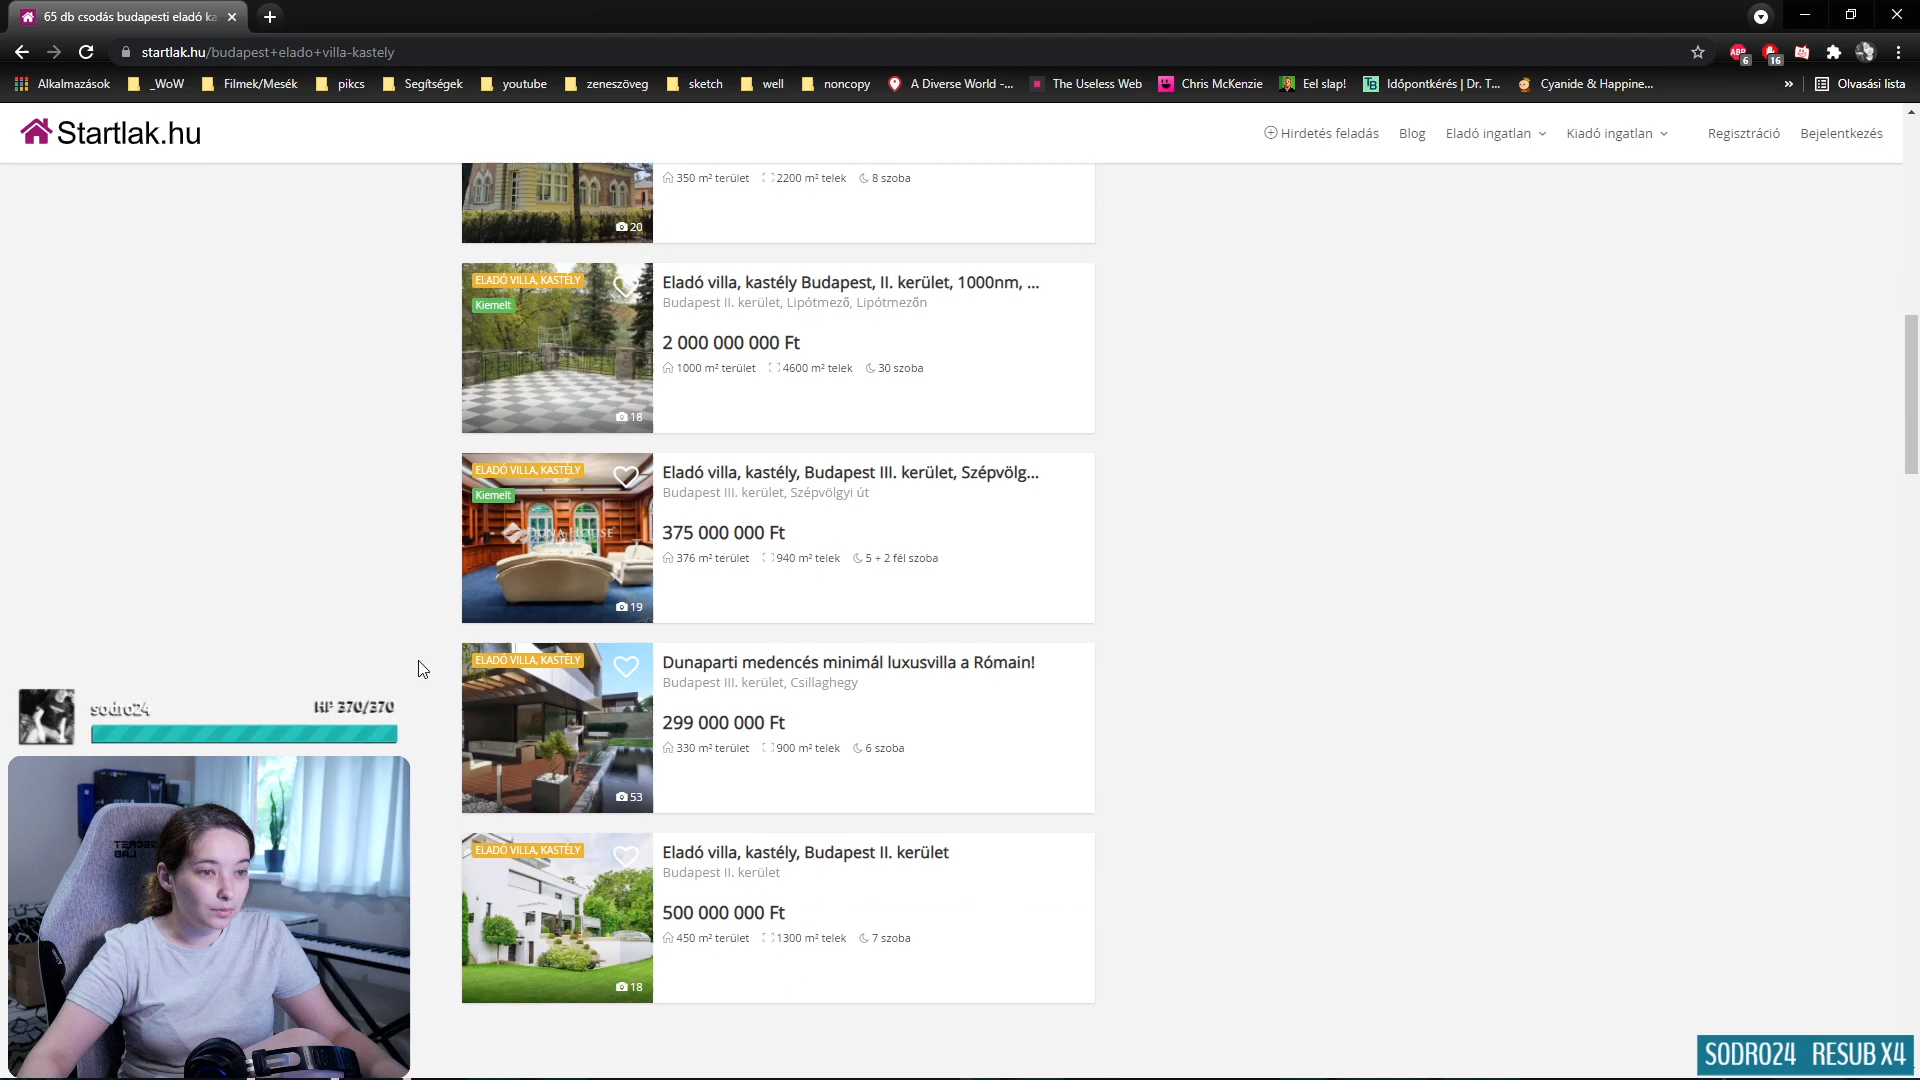 65 db csodás budapesti eladó ka
startlak.hu/budapest+elado+villa-kastely
6
16
Alkalmazások
_WoW
Filmek/Mesék
pikcs
Segítségek
youtube
zeneszöveg
sketch
well
noncopy
A Diverse World -...
The Useless Web
Chris McKenzie
Eel slap!
Időpontkérés | Dr. T...
Cyanide & Happine...
»
Olvasási lista
Startlak.hu
Hirdetés feladás
Blog
Eladó ingatlan
Kiadó ingatlan
Regisztráció
Bejelentkezés
350 m² terület 2200 m² telek 8 szoba
20
ELADÓ VILLA, KASTÉLY
Kiemelt
18
Eladó villa, kastély Budapest, II. kerület, 1000nm, ...
Budapest II. kerület, Lipótmező, Lipótmezőn
2 000 000 000 Ft
1000 m² terület 4600 m² telek 30 szoba
ELADÓ VILLA, KASTÉLY
Kiemelt
DUNA HOUSE
19
Eladó villa, kastély, Budapest III. kerület, Szépvölg...
Budapest III. kerület, Szépvölgyi út
375 000 000 Ft
376 m² terület 940 m² telek 5 + 2 fél szoba
ELADÓ VILLA, KASTÉLY
53
Dunaparti medencés minimál luxusvilla a Római!
Budapest III. kerület, Csillaghegy
299 000 000 Ft
330 m² terület 900 m² telek 6 szoba
ELADÓ VILLA, KASTÉLY
18
Eladó villa, kastély, Budapest II. kerület
Budapest II. kerület
500 000 000 Ft
450 m² terület 1300 m² telek 7 szoba
sodro24
HP 370/370
SECRET
LAB
SODRO24 RESUB X4